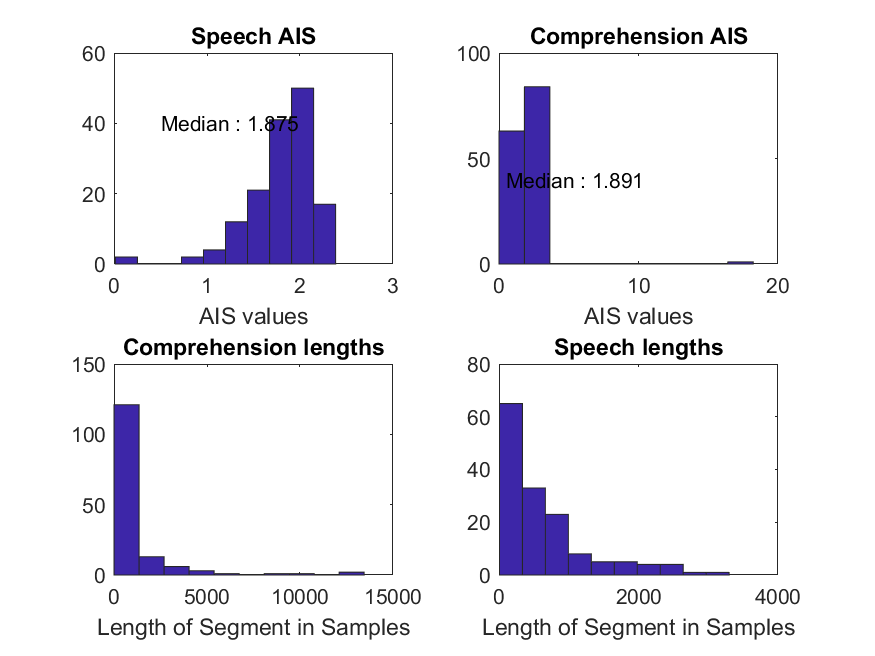 Speech AIS
60
40
20
0
Median : 1.875
0 1 2 3
AIS values
Comprehension AIS
100
50
0
Median : 1.891
0 10 20
AIS values
Comprehension lengths
150
100
50
0
0 5000 10000 15000
Length of Segment in Samples
Speech lengths
80
60
40
20
0
0 2000 4000
Length of Segment in Samples